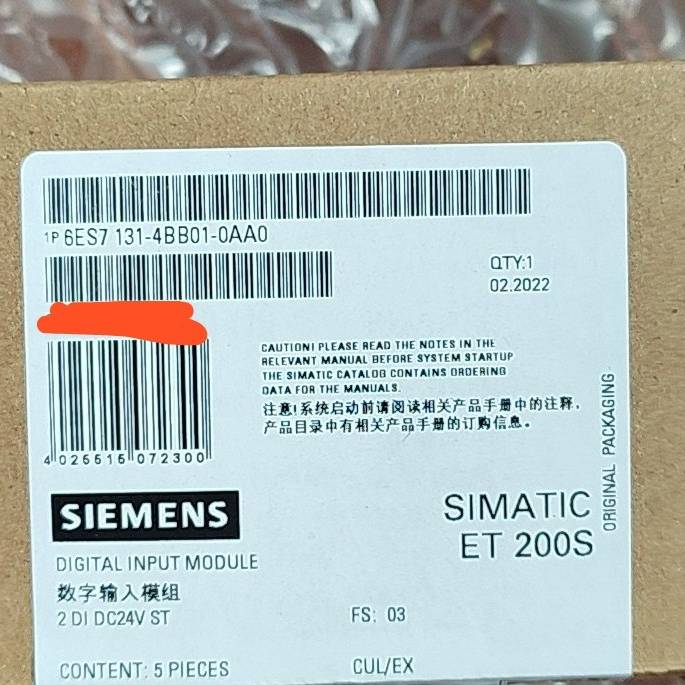 1P 6ES7 131-4BB01-0AA0
QTY:1
02.2022
CAUTION! PLEASE READ THE NOTES IN THE
RELEVANT MANUAL BEFORE SYSTEM STARTUP
THE SIMATIC CATALOG CONTAINS ORDERING
DATA FOR THE MANUALS.
注意!系统启动前请阅读相关产品手册中的注释，
产品目录中有相关产品手册的订购信息。
ORIGINAL PACKAGING
4 025515 072300
SIEMENS
SIMATIC
ET 200S
DIGITAL INPUT MODULE
数字输入模组
2 DI DC24V ST
FS: 03
CONTENT: 5 PIECES
CUL/EX